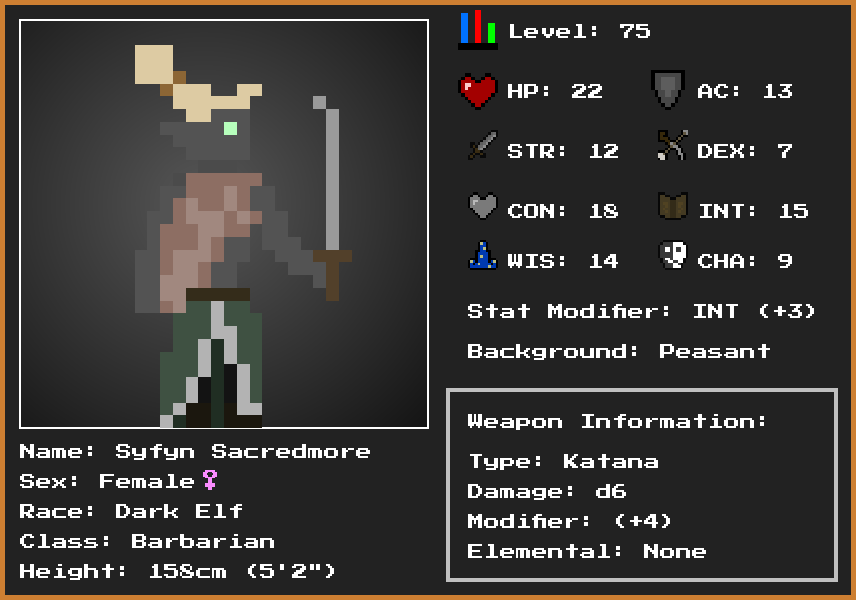 Level: 75
HP: 22 AC: 13
STR: 12 DEX: 7
CON: 18 INT: 15
WIS: 14 CHA: 9
Stat Modifier: INT (+3)
Background: Peasant
Weapon Information:
Type: Katana
Damage: d6
Modifier: (+4)
Elemental: None
Name: Syfyn Sacredmore
Sex: Female♀
Race: Dark Elf
Class: Barbarian
Height: 158cm (5'2")